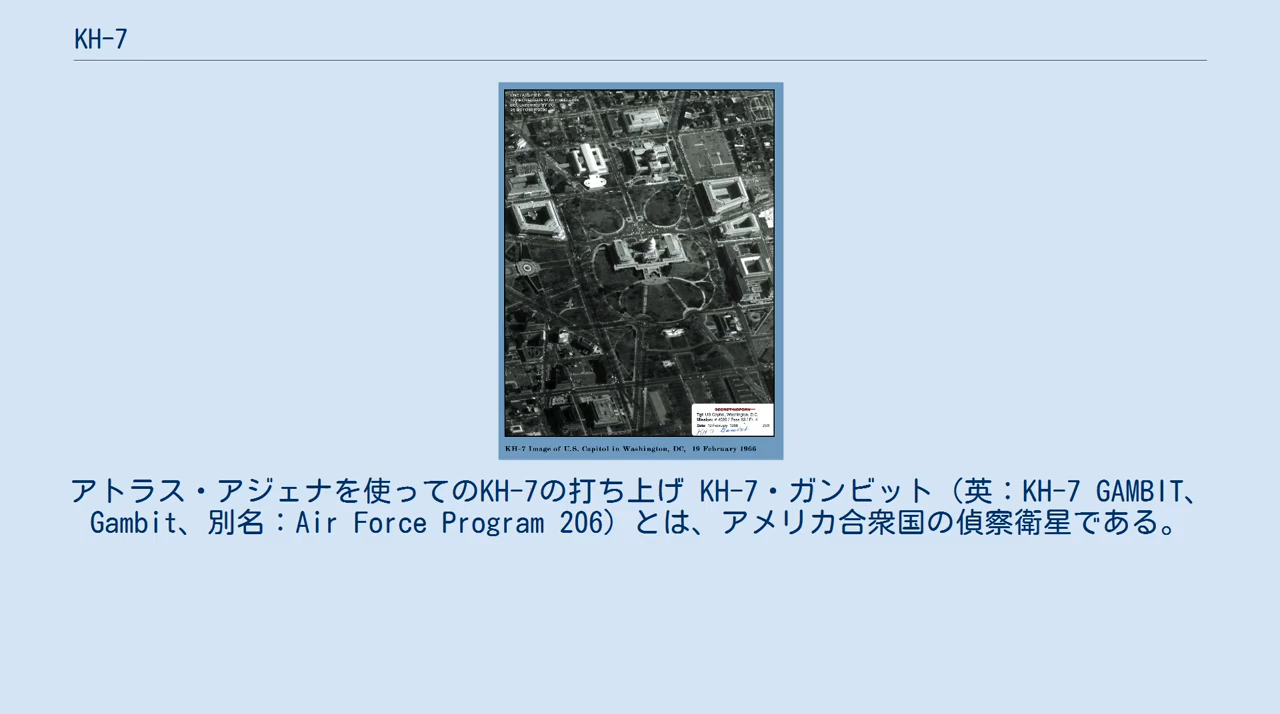 KH-7
SECRET-NOFORN
KH-7 Image of U.S. Capitol in Washington, DC, 19 February 1966
アトラス・アジェナを使ってのKH-7の打ち上げ KH-7・ガンビット（英：KH-7 GAMBIT、
Gambit、別名：Air Force Program 206）とは、アメリカ合衆国の偵察衛星である。